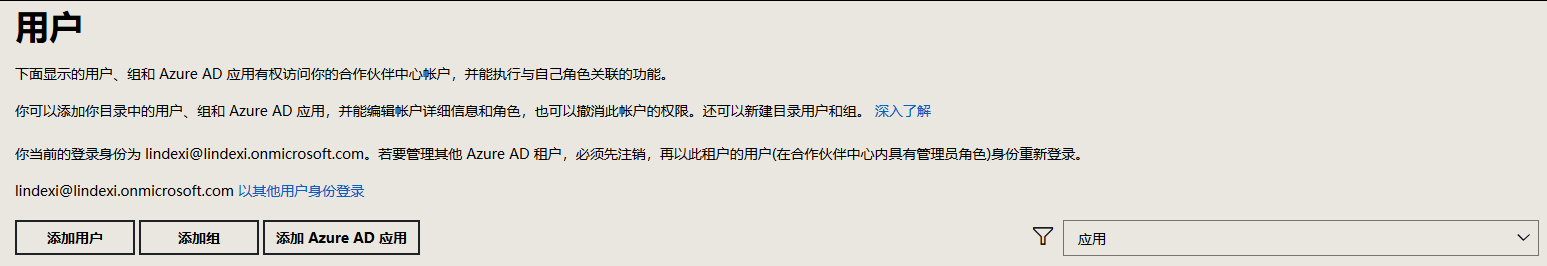 用户
下面显示的用户、组和 Azure AD 应用有权访问你的合作伙伴中心帐户，并能执行与自己角色关联的功能。
你可以添加你目录中的用户、组和 Azure AD 应用，并能编辑帐户详细信息和角色，也可以撤消此帐户的权限。还可以新建目录用户和组。 深入了解
你当前的登录身份为 lindexi@lindexi.onmicrosoft.com。若要管理其他 Azure AD 租户，必须先注销，再以此租户的用户(在合作伙伴中心内具有管理员角色)身份重新登录。
lindexi@lindexi.onmicrosoft.com 以其他用户身份登录
添加用户 添加组 添加 Azure AD 应用 应用